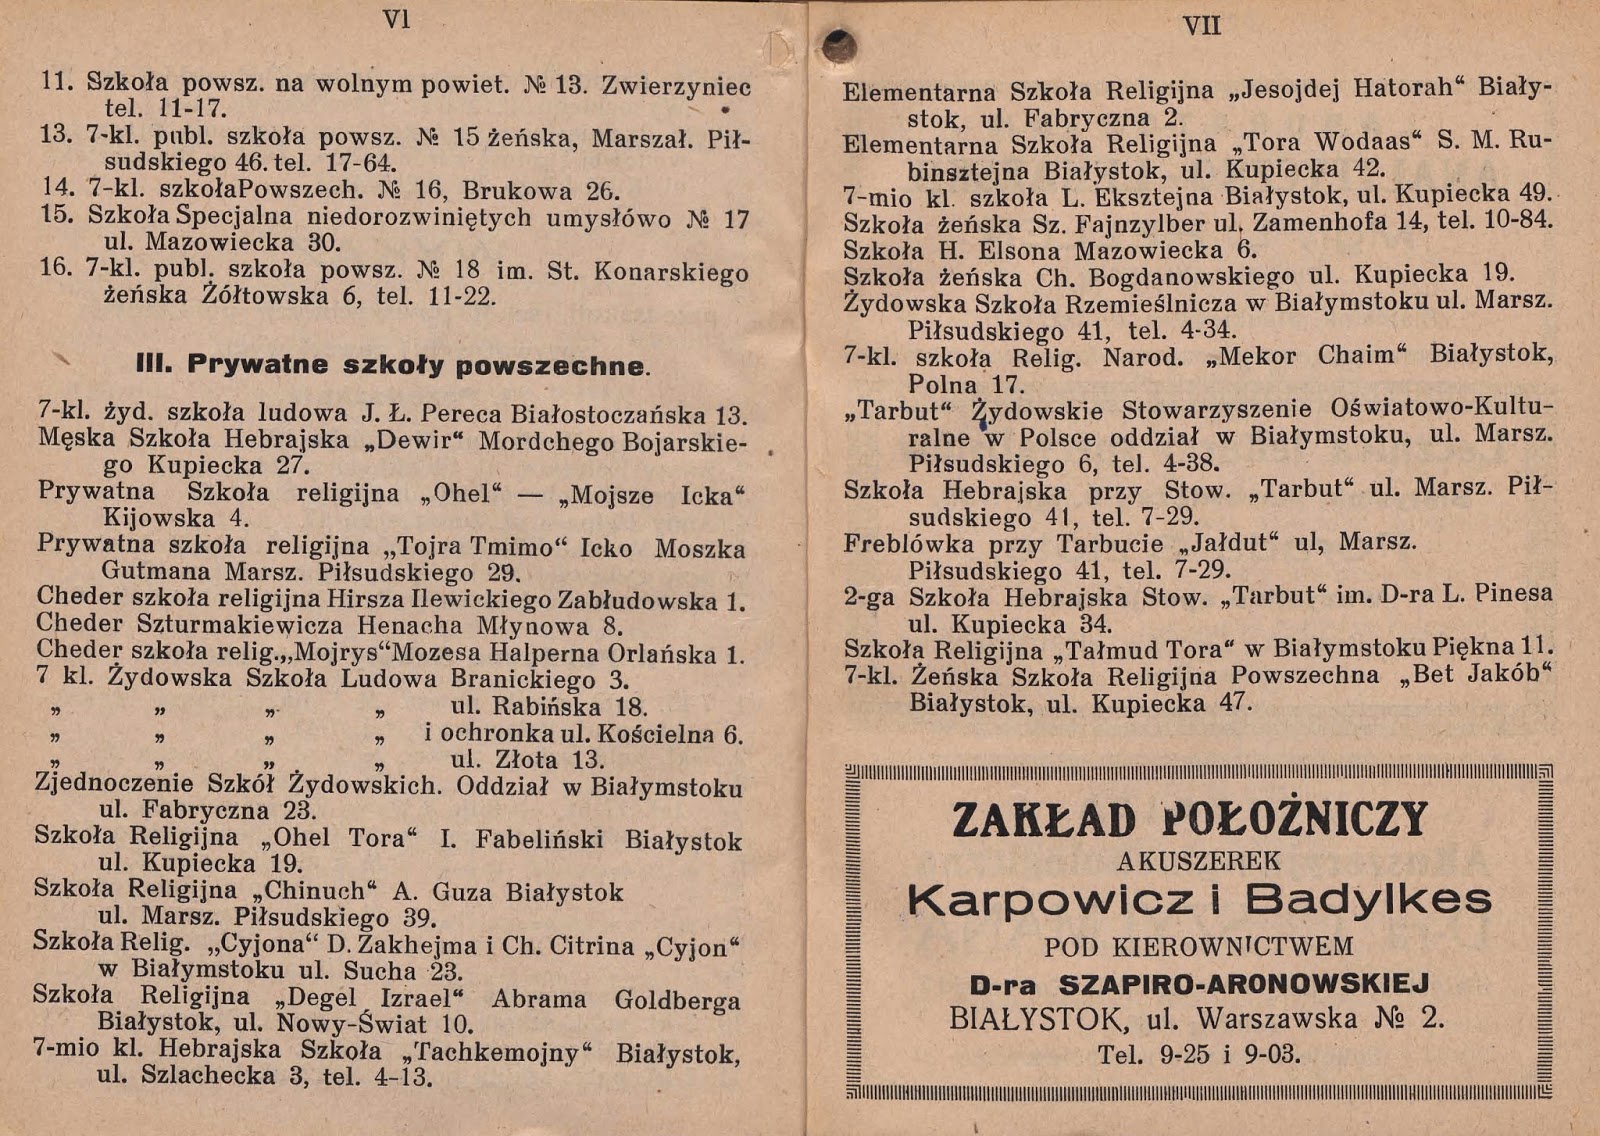 VI
11. Szkoła powsz. na wolnym powiet. № 13. Zwierzyniec
tel. 11-17.
13. 7-kl. publ. szkoła powsz. № 15 żeńska, Marszał. Pił-
sudskiego 46. tel. 17-64.
14. 7-kl. szkołaPowszech. № 16, Brukowa 26.
15. Szkoła Specjalna niedorozwiniętych umysłówo № 17
ul. Mazowiecka 30.
16. 7-kl. publ. szkoła powsz. № 18 im. St. Konarskiego
żeńska Żółtowska 6, tel. 11-22.
III. Prywatne szkoły powszechne.
7-kl. żyd. szkoła ludowa J. Ł. Pereca Białostoczańska 13.
Męska Szkoła Hebrajska „Dewir“ Mordchego Bojarskie-
go Kupiecka 27.
Prywatna Szkoła religijna „Ohel“ — „Mojsze Icka“
Kijowska 4.
Prywatna szkoła religijna „Tojra Tmimo“ Icko Moszka
Gutmana Marsz. Piłsudskiego 29.
Cheder szkoła religijna Hirsza Ilewickiego Zabłudowska 1.
Cheder Szturmakiewicza Henacha Młynowa 8.
Cheder szkoła relig.„Mojrys“Mozesa Halperna Orlańska 1.
7 kl. Żydowska Szkoła Ludowa Branickiego 3.
„ „ „ „ ul. Rabińska 18.
„ „ „ „ i ochronka ul. Kościelna 6.
„ „ „ „ ul. Złota 13.
Zjednoczenie Szkół Żydowskich. Oddział w Białymstoku
ul. Fabryczna 23.
Szkoła Religijna „Ohel Tora“ I. Fabeliński Białystok
ul. Kupiecka 19.
Szkoła Religijna „Chinuch“ A. Guza Białystok
ul. Marsz. Piłsudskiego 39.
Szkoła Relig. „Cyjona“ D. Zakhejma i Ch. Citrina „Cyjon“
w Białymstoku ul. Sucha 23.
Szkoła Religijna „Degel Izrael“ Abrama Goldberga
Białystok, ul. Nowy-Świat 10.
7-mio kl. Hebrajska Szkoła „Tachkemojny“ Białystok,
ul. Szlachecka 3, tel. 4-13.
VII
Elementarna Szkoła Religijna „Jesojdej Hatorah“ Biały-
stok, ul. Fabryczna 2.
Elementarna Szkoła Religijna „Tora Wodaas“ S. M. Ru-
binsztejna Białystok, ul. Kupiecka 42.
7-mio kl. szkoła L. Eksztejna Białystok, ul. Kupiecka 49.
Szkoła żeńska Sz. Fajnzylber ul. Zamenhofa 14, tel. 10-84.
Szkoła H. Elsona Mazowiecka 6.
Szkoła żeńska Ch. Bogdanowskiego ul. Kupiecka 19.
Żydowska Szkoła Rzemieślnicza w Białymstoku ul. Marsz.
Piłsudskiego 41, tel. 4-34.
7-kl. szkoła Relig. Narod. „Mekor Chaim“ Białystok,
Polna 17.
„Tarbut“ Żydowskie Stowarzyszenie Oświatowo-Kultu-
ralne w Polsce oddział w Białymstoku, ul. Marsz.
Piłsudskiego 6, tel. 4-38.
Szkoła Hebrajska przy Stow. „Tarbut“ ul. Marsz. Pił-
sudskiego 41, tel. 7-29.
Freblówka przy Tarbucie „Jałdut“ ul, Marsz.
Piłsudskiego 41, tel. 7-29.
2-ga Szkoła Hebrajska Stow. „Tarbut“ im. D-ra L. Pinesa
ul. Kupiecka 34.
Szkoła Religijna „Tałmud Tora“ w Białymstoku Piękna 11.
7-kl. Żeńska Szkoła Religijna Powszechna „Bet Jakób“
Białystok, ul. Kupiecka 47.
ZAKŁAD POŁOŻNICZY
AKUSZEREK
Karpowicz i Badylkes
POD KIEROWNICTWEM
D-ra SZAPIRO-ARONOWSKIEJ
BIAŁYSTOK, ul. Warszawska № 2.
Tel. 9-25 i 9-03.